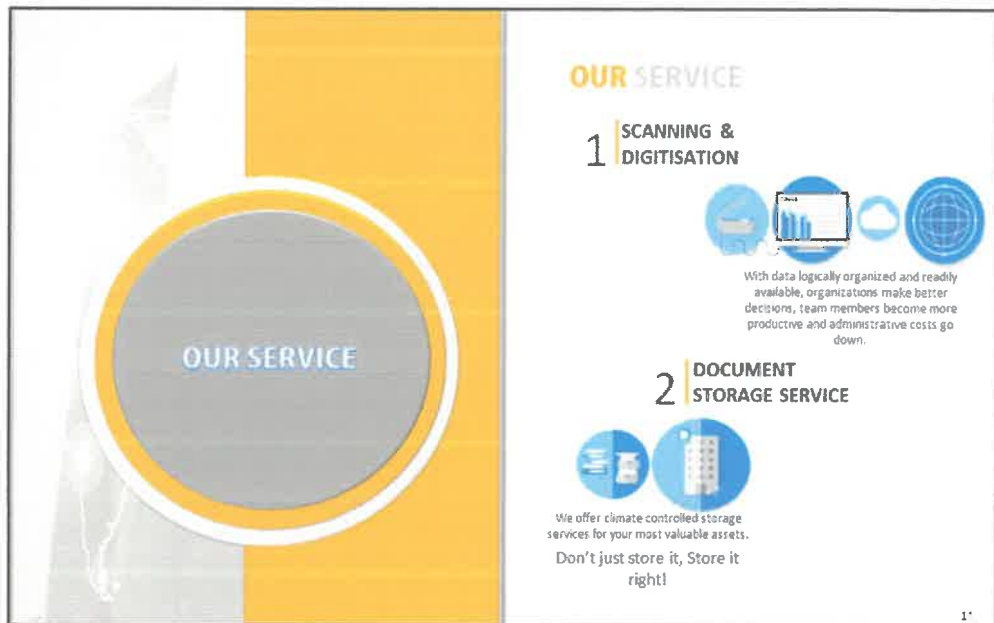 OUR SERVICE
OUR SERVICE
1
SCANNING &
DIGITISATION
With data logically organized and readily
available, organizations make better
decisions, team members become more
productive and administrative costs go
down.
2
DOCUMENT
STORAGE SERVICE
We offer climate controlled storage
services for your most valuable assets.
Don't just store it, Store it
right!